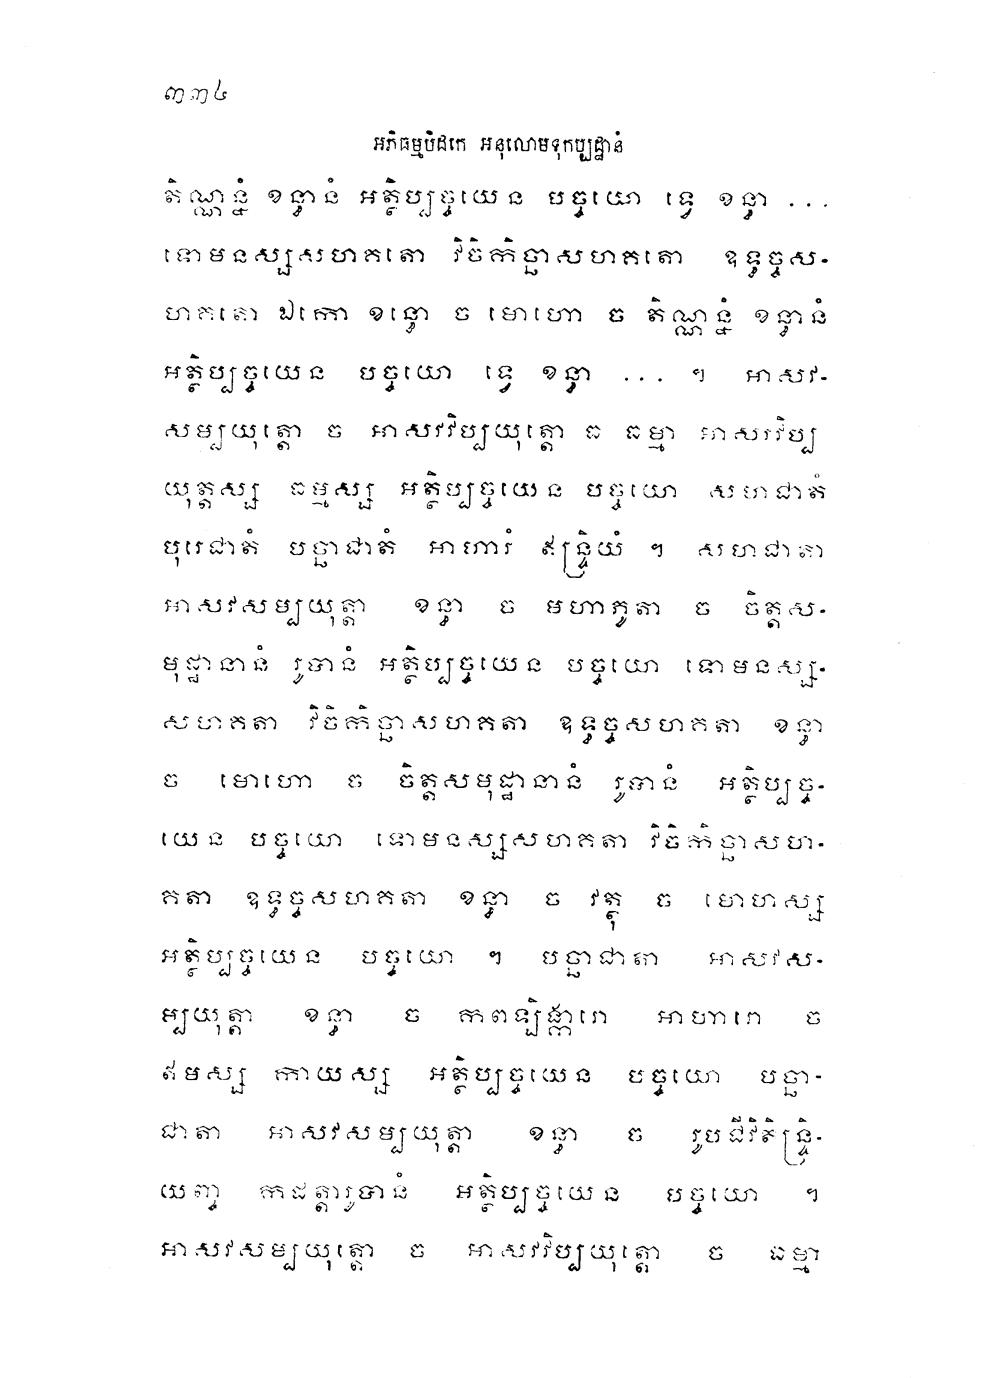 ៣៣៤
អភិធម្មបិដកេ អនុលោមទុកប្បដ្ឋានំ
តិណ្ណន្នំ ខន្ធានំ អត្ថិប្បច្ចយេន បច្ចយោ ទ្វេ ខន្ធា ...
ទោមនស្សសហគតោ វិចិកិច្ឆាសហគតោ ឧទ្ធច្ចស-
ហគតោ ឯកោ ខន្ធោ ច មោហោ ច តិណ្ណន្នំ ខន្ធានំ
អត្ថិប្បច្ចយេន បច្ចយោ ទ្វេ ខន្ធា ... ។ អាសវ-
សម្បយុត្តោ ច អាសវវិប្បយុត្តោ ច ធម្មា អាសវវិប្ប
យុត្តស្ស ធម្មស្ស អត្ថិប្បច្ចយេន បច្ចយោ សហជាតំ
បុរេជាតំ បច្ឆាជាតំ អាហារំ ឥន្ទ្រិយំ ។ សហជាតា
អាសវសម្បយុត្តា ខន្ធា ច មហាភូតា ច ចិត្តស-
មុដ្ឋានានំ រូបានំ អត្ថិប្បច្ចយេន បច្ចយោ ទោមនស្ស-
សហគតា វិចិកិច្ឆាសហគតា ឧទ្ធច្ចសហគតា ខន្ធា
ច មោហោ ច ចិត្តសមុដ្ឋានានំ រូបានំ អត្ថិប្បច្ច-
យេន បច្ចយោ ទោមនស្សសហគតា វិចិកិច្ឆាសហ-
គតា ឧទ្ធច្ចសហគតា ខន្ធា ច វត្ថុ ច មោហស្ស
អត្ថិប្បច្ចយេន បច្ចយោ ។ បច្ឆាជាតា អាសវស-
ម្បយុត្តា ខន្ធា ច កពឡិង្ការោ អាហារោ ច
ឥមស្ស កាយស្ស អត្ថិប្បច្ចយេន បច្ចយោ បច្ឆា-
ជាតា អាសវសម្បយុត្តា ខន្ធា ច រូបជីវិតិន្ទ្រិ-
យញ្ច កដត្តារូបានំ អត្ថិប្បច្ចយេន បច្ចយោ ។
អាសវសម្បយុត្តោ ច អាសវវិប្បយុត្តោ ច ធម្មា